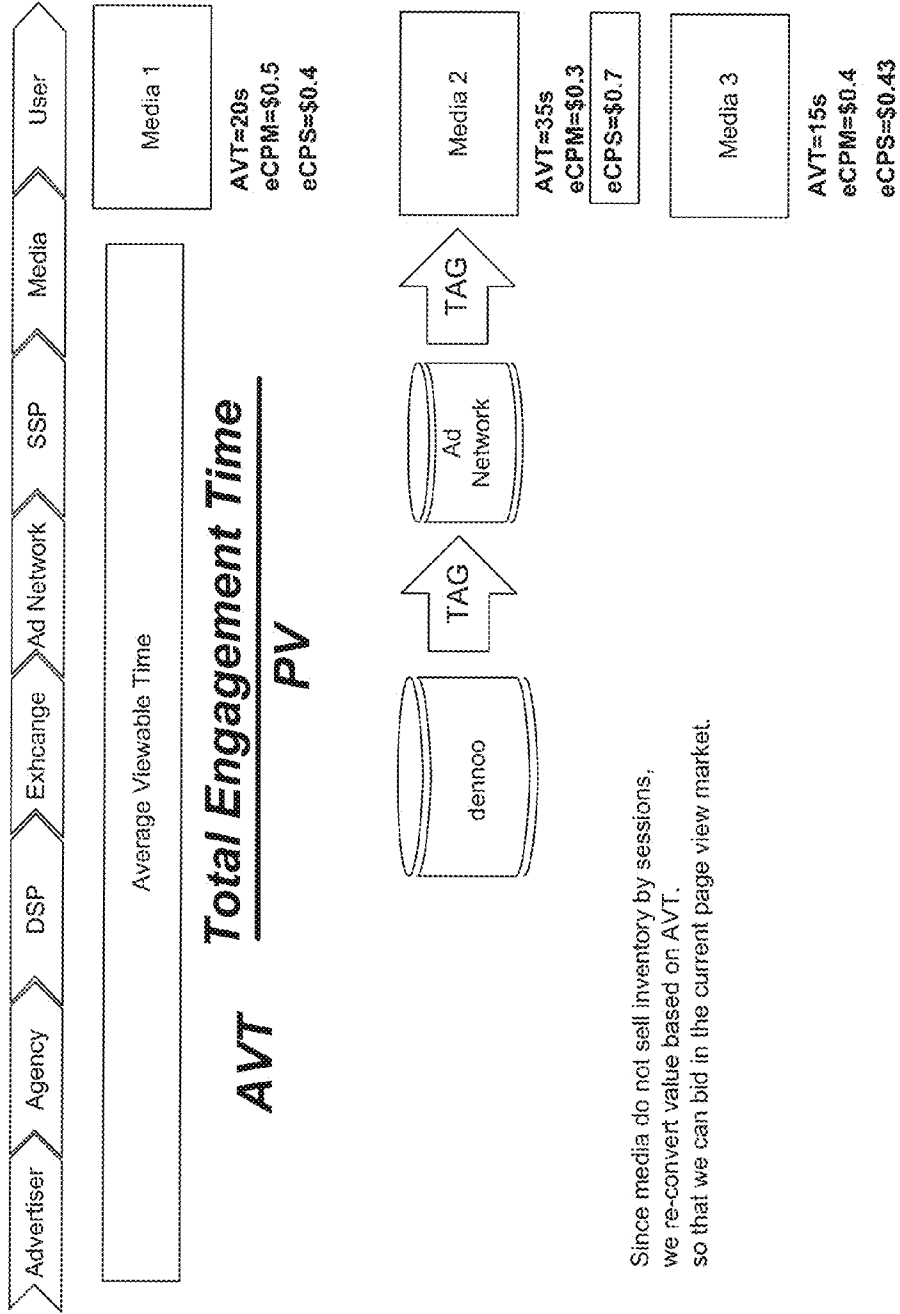 Advertiser
Agency
DSP
Exhcange
Ad Network
SSP
Media
User
Average Viewable Time
AVT
Total Engagement Time
PV
Media 1
AVT=20s
eCPM=$0.5
eCPS=$0.4
dennoo
TAG
Ad
Network
TAG
Media 2
AVT=35s
eCPM=$0.3
eCPS=$0.7
Media 3
AVT=15s
eCPM=$0.4
eCPS=$0.43
Since media do not sell inventory by sessions,
we re-convert value based on AVT.
so that we can bid in the current page view market.